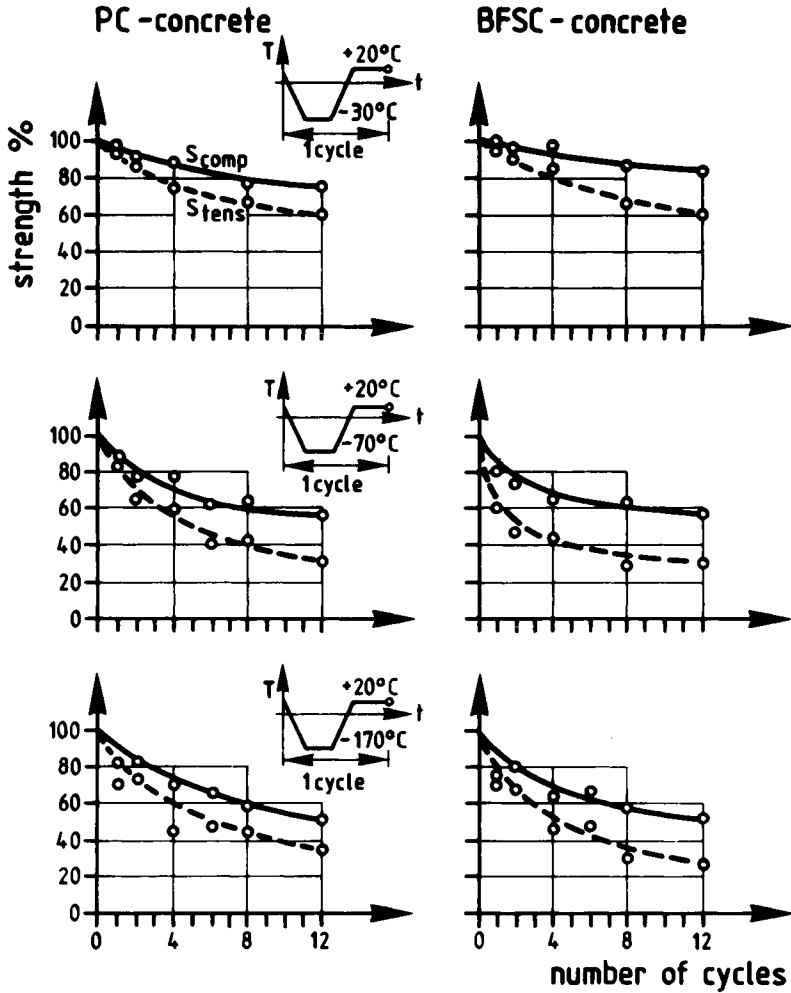 PC-concrete
BFSC-concrete
strength %
T
+20°C
t
-30°C
1cycle
100
80
60
40
20
0
Scomp
Stens
T
+20°C
t
-70°C
1cycle
100
80
60
40
20
0
T
+20°C
t
-170°C
1cycle
100
80
60
40
20
0
0 4 8 12
0 4 8 12
number of cycles